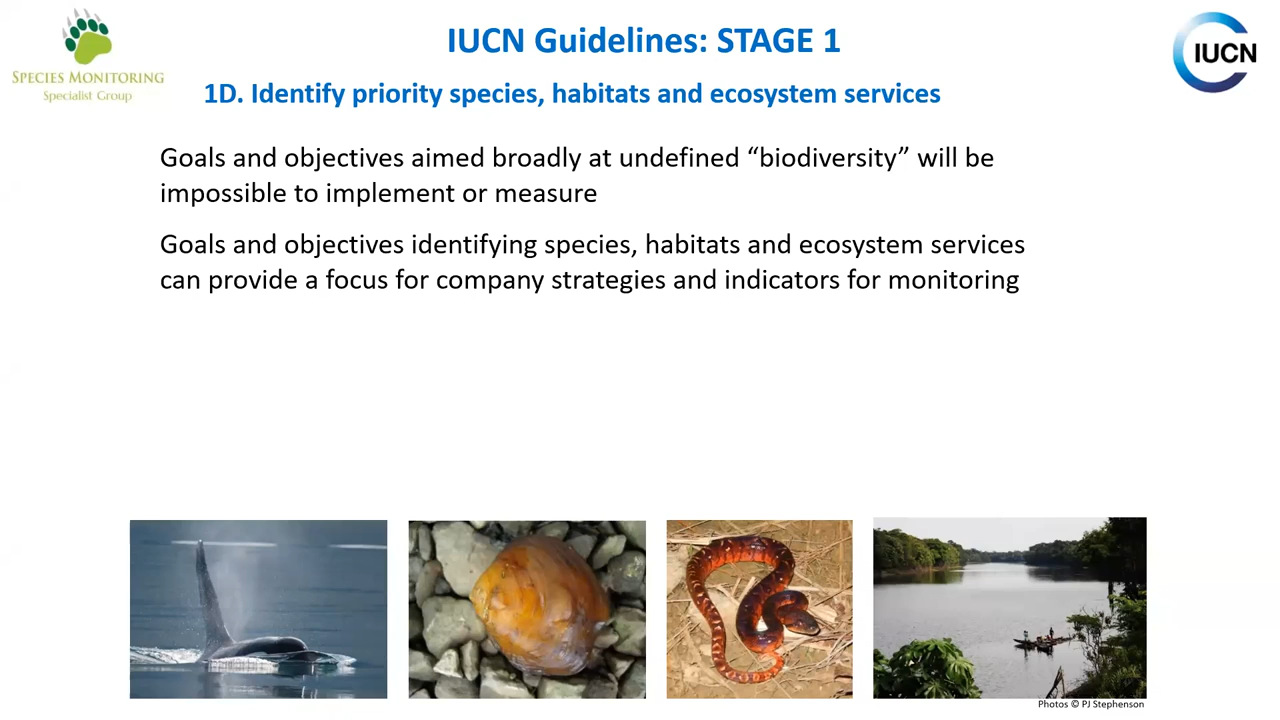 IUCN Guidelines: STAGE 1
SPECIES MONITORING
Specialist Group
IUCN
1D. Identify priority species, habitats and ecosystem services
Goals and objectives aimed broadly at undefined “biodiversity” will be
impossible to implement or measure
Goals and objectives identifying species, habitats and ecosystem services
can provide a focus for company strategies and indicators for monitoring
Photos © PJ Stephenson